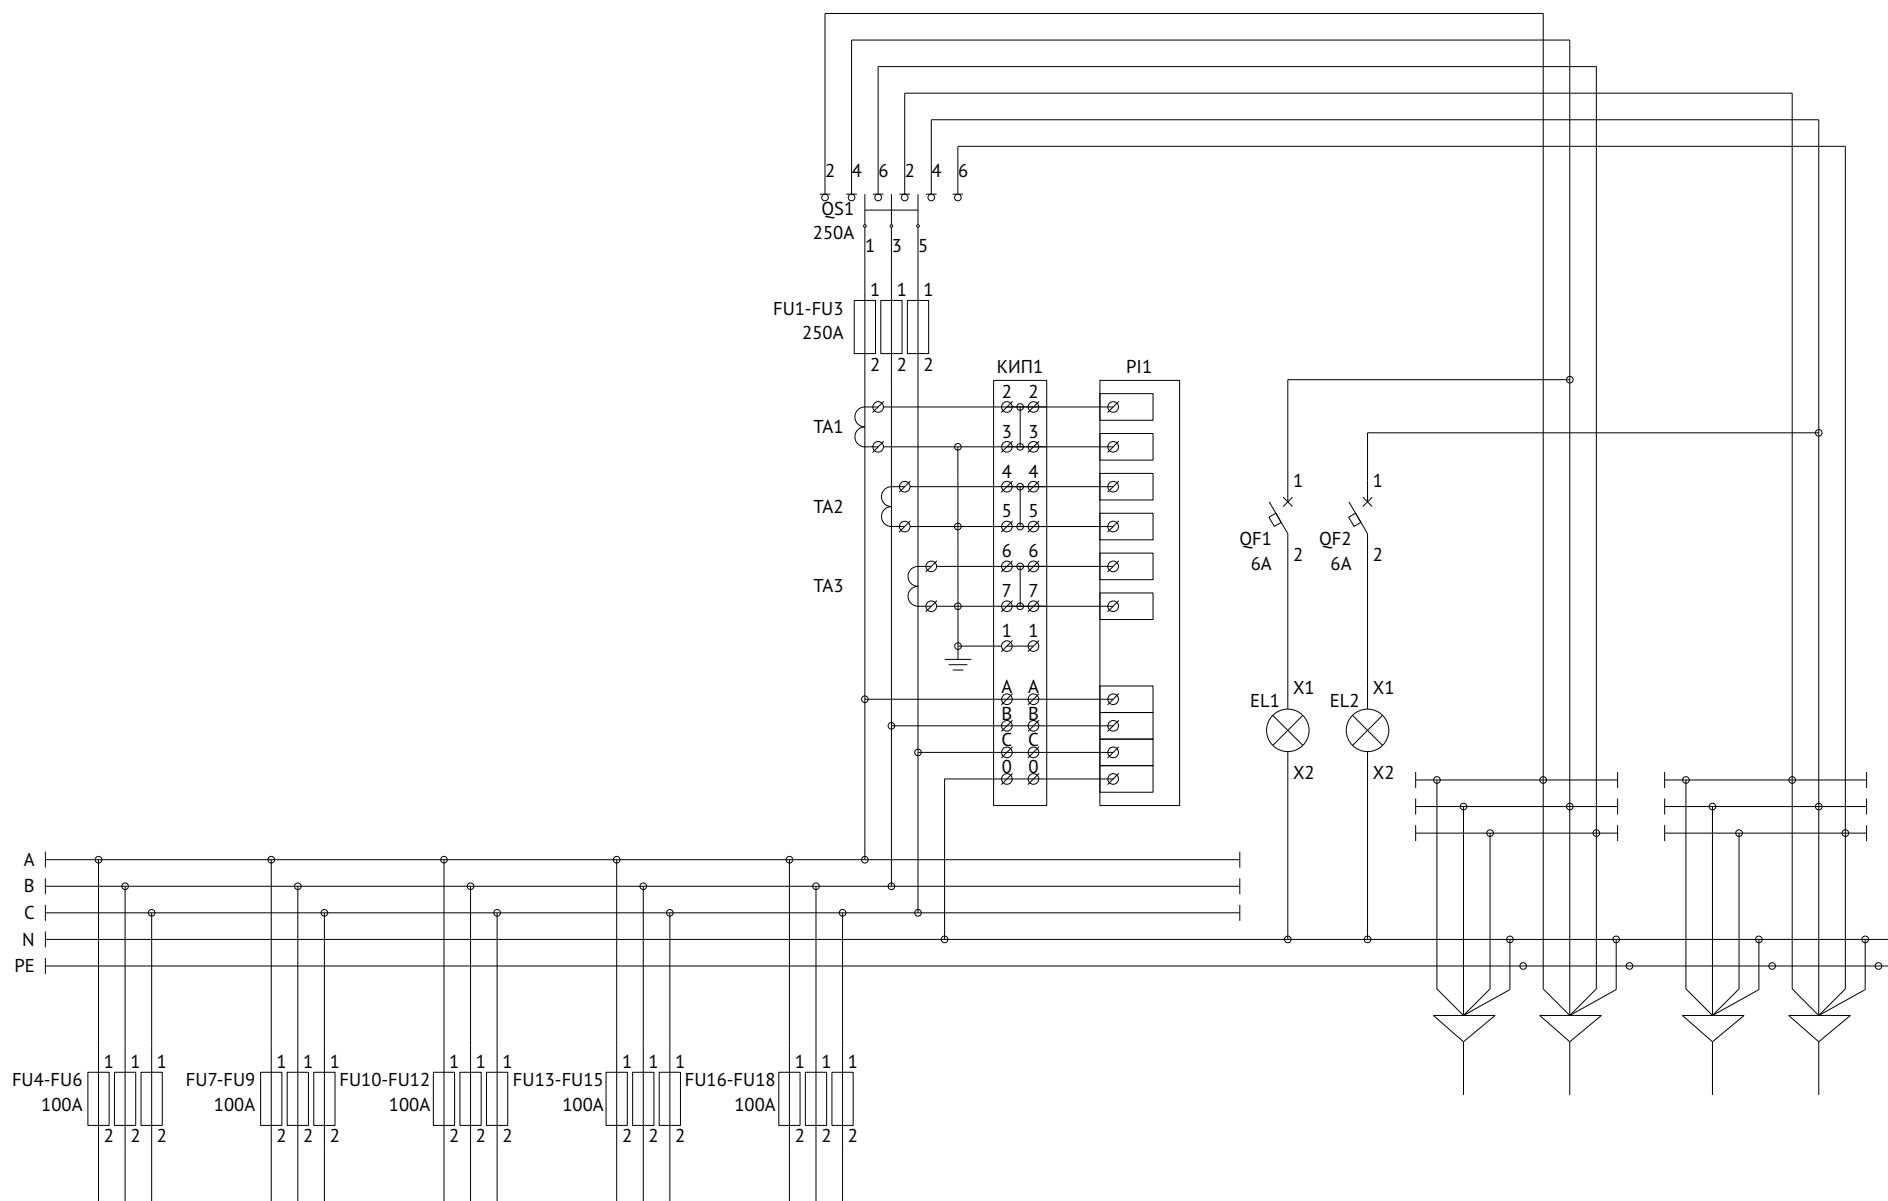 2 4 6 2 4 6
QS1
250A
1 3 5
1 1 1
FU1-FU3
250A
2 2 2
КИП1
PI1
2 2
TA1
3 3
4 4
TA2
5 5
6 6
TA3
7 7
1 1
A A
B B
C C
0 0
1
QF1
6A
2
1
QF2
6A
2
X1
EL1
X2
X1
EL2
X2
A
B
C
N
PE
1 1 1
FU4-FU6
100A
2 2 2
1 1 1
FU7-FU9
100A
2 2 2
1 1 1
FU10-FU12
100A
2 2 2
1 1 1
FU13-FU15
100A
2 2 2
1 1 1
FU16-FU18
100A
2 2 2